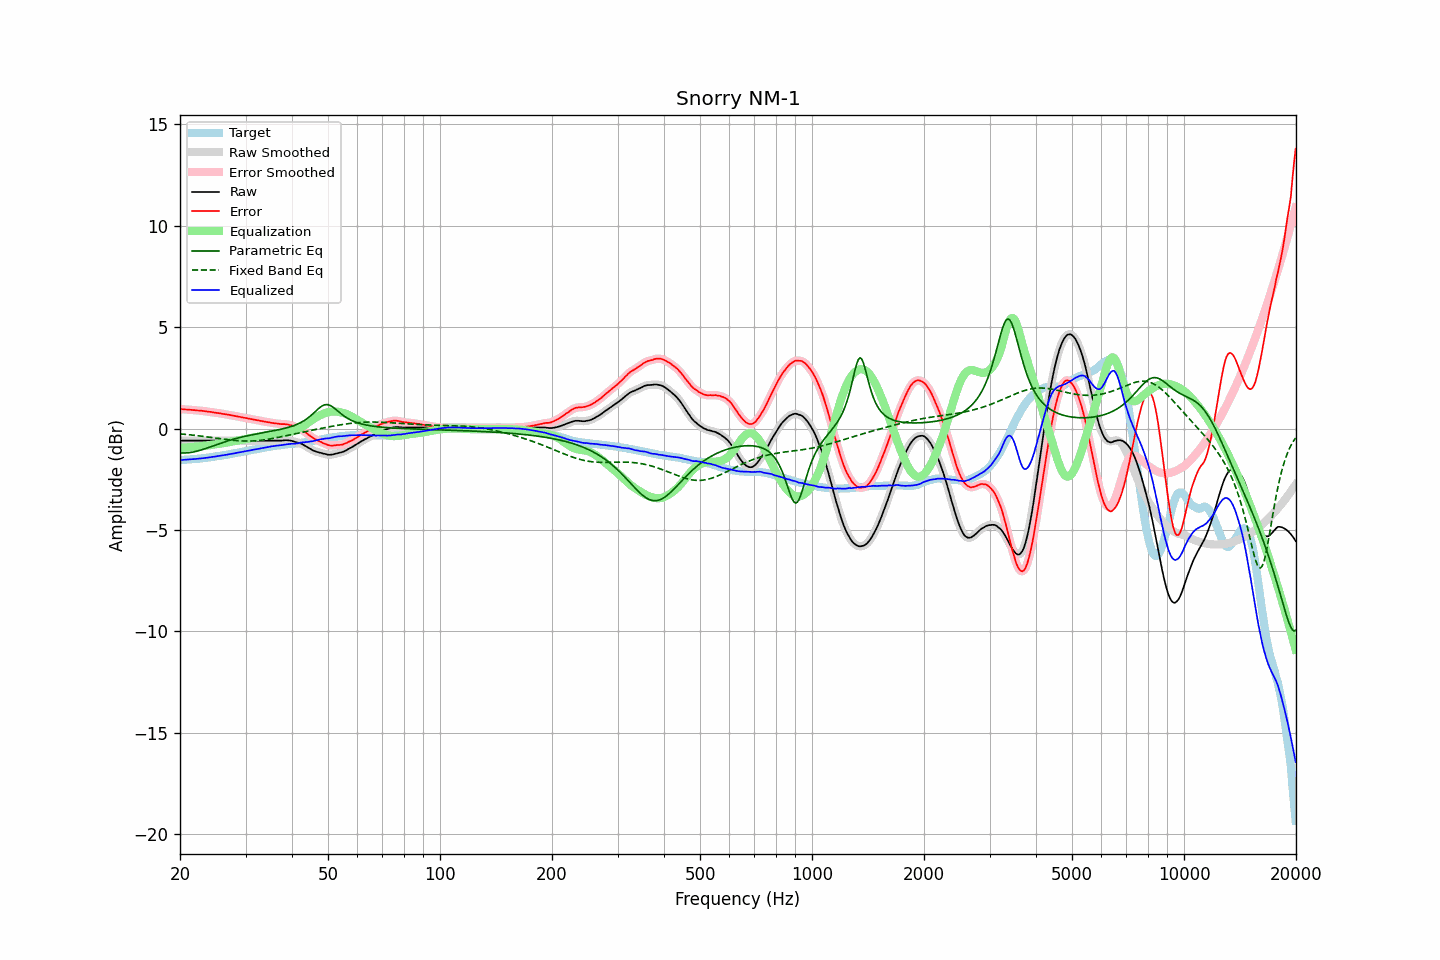 Snorry NM-1
Target
Raw Smoothed
Error Smoothed
Raw
Error
Equalization
Parametric Eq
Fixed Band Eq
Equalized
15
10
5
0
−5
−10
−15
−20
Amplitude (dBr)
20 50 100 200 500 1000 2000 5000 10000 20000
Frequency (Hz)